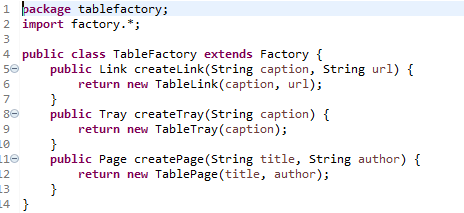 1 package tablefactory;
2 import factory.*;
3
4 public class TableFactory extends Factory {
5 public Link createLink(String caption, String url) {
6 return new TableLink(caption, url);
7 }
8 public Tray createTray(String caption) {
9 return new TableTray(caption);
10 }
11 public Page createPage(String title, String author) {
12 return new TablePage(title, author);
13 }
14 }